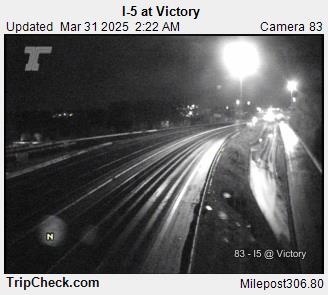 I-5 at Victory
Updated Mar 31 2025 2:22 AM Camera 83
T
N
83 - I5 @ Victory
TripCheck.com Milepost306.80